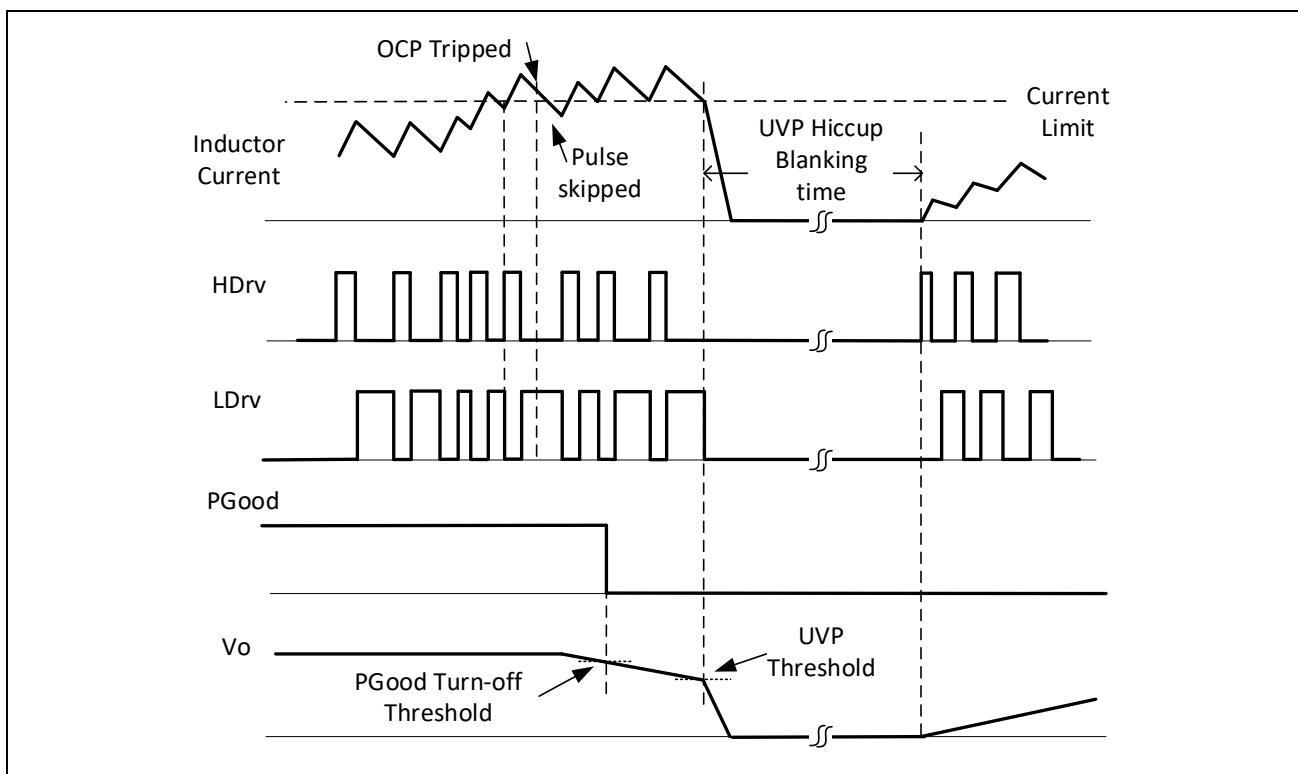 OCP Tripped
Current
Limit
UVP Hiccup
Blanking
time
Inductor
Current
Pulse
skipped
HDrv
LDrv
PGood
Vo
UVP
Threshold
PGood Turn-off
Threshold